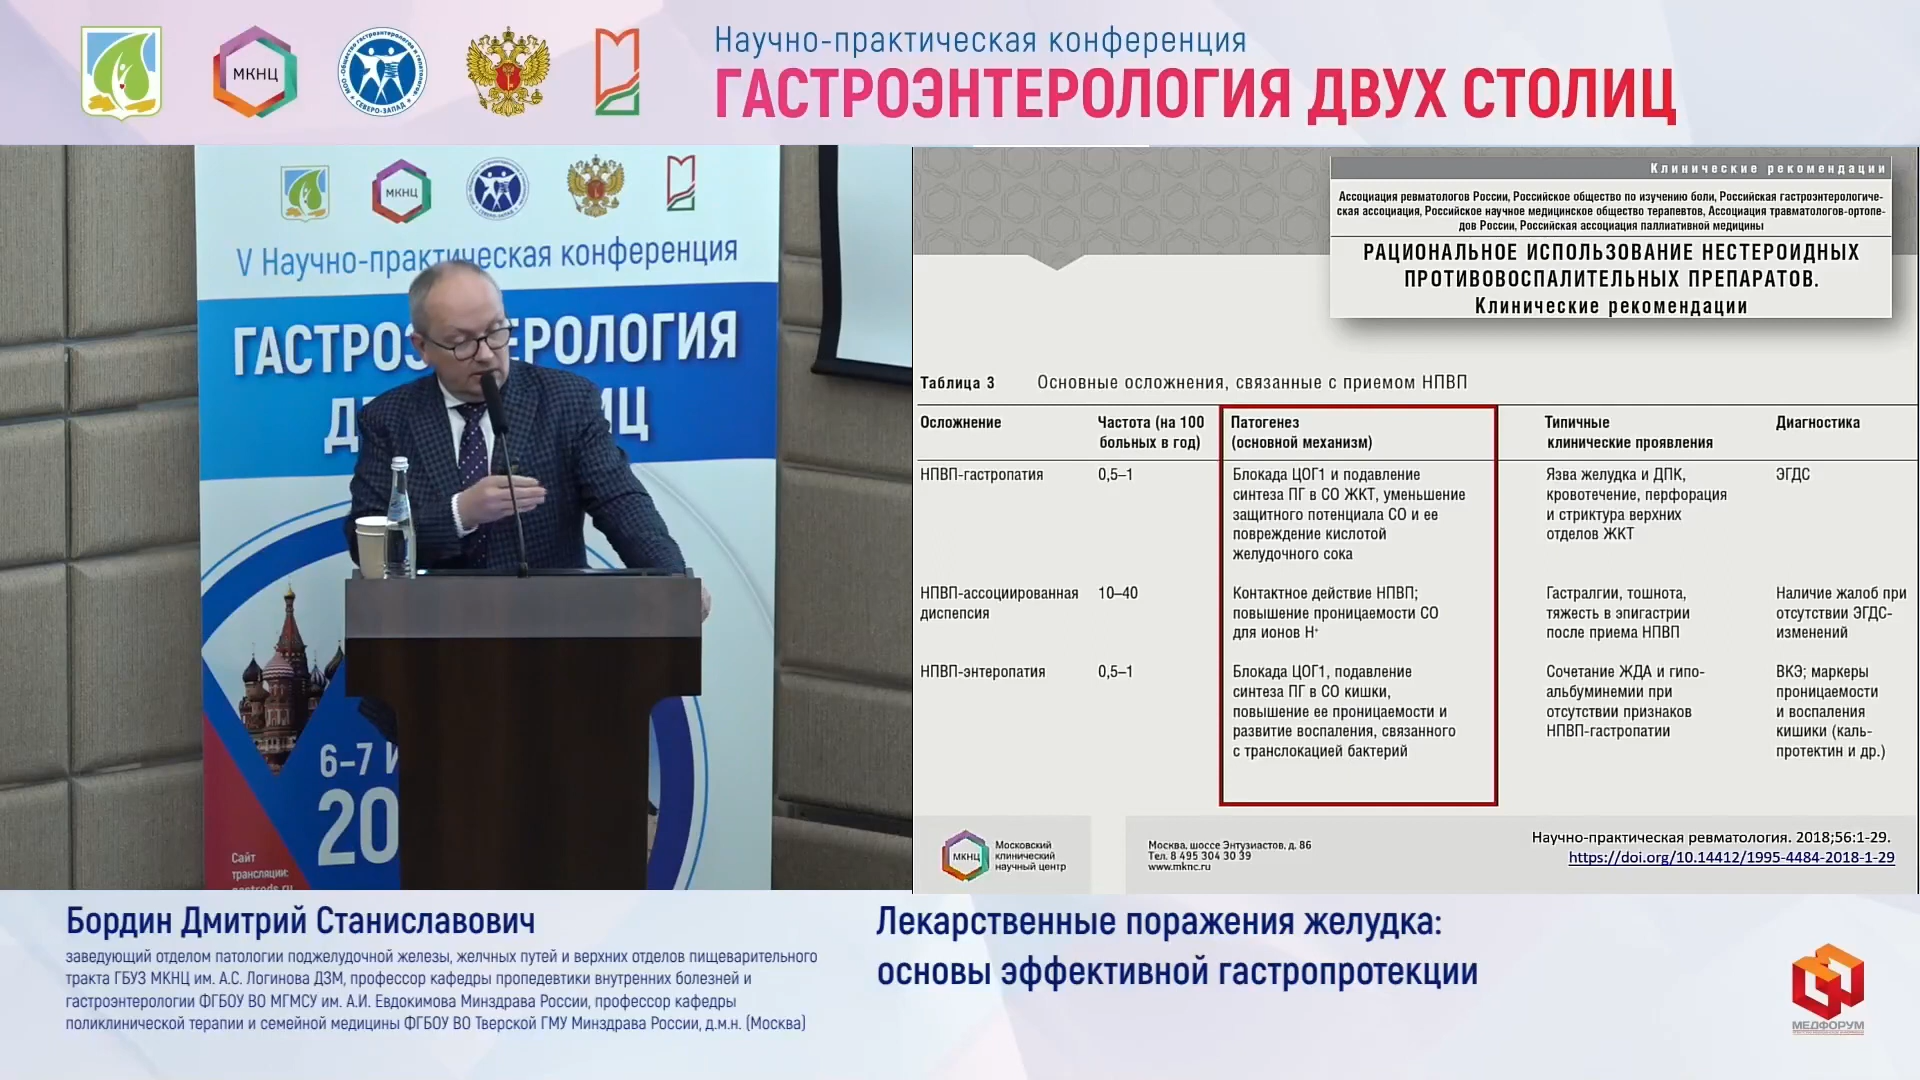 МКНЦ
Научно-практическая конференция
ГАСТРОЭНТЕРОЛОГИЯ ДВУХ СТОЛИЦ
МКНЦ
V Научно-практическая конференция
ГАСТРОЭ ЕРОЛОГИЯ
Д ИЦ
6–7 И
20
Сайт
трансляции:
Клинические рекомендации
Ассоциация ревматологов России, Российское общество по изучению боли, Российская гастроэнтерологиче-
ская ассоциация, Российское научное медицинское общество терапевтов, Ассоциация травматологов-ортопе-
дов России, Российская ассоциация паллиативной медицины
РАЦИОНАЛЬНОЕ ИСПОЛЬЗОВАНИЕ НЕСТЕРОИДНЫХ
ПРОТИВОВОСПАЛИТЕЛЬНЫХ ПРЕПАРАТОВ.
Клинические рекомендации
Таблица 3 Основные осложнения, связанные с приемом НПВП
Осложнение Частота (на 100 Патогенез Типичные Диагностика
больных в год) (основной механизм) клинические проявления
НПВП-гастропатия 0,5–1 Блокада ЦОГ1 и подавление Язва желудка и ДПК, ЭГДС
синтеза ПГ в СО ЖКТ, уменьшение кровотечение, перфорация
защитного потенциала СО и ее и стриктура верхних
повреждение кислотой отделов ЖКТ
желудочного сока
НПВП-ассоциированная 10–40 Контактное действие НПВП; Гастралгии, тошнота, Наличие жалоб при
диспепсия повышение проницаемости СО тяжесть в эпигастрии отсутствии ЭГДС-
для ионов H⁺ после приема НПВП изменений
НПВП-энтеропатия 0,5–1 Блокада ЦОГ1, подавление Сочетание ЖДА и гипо- ВКЭ; маркеры
синтеза ПГ в СО кишки, альбуминемии при проницаемости
повышение ее проницаемости и отсутствии признаков и воспаления
развитие воспаления, связанного НПВП-гастропатии кишики (каль-
с транслокацией бактерий протектин и др.)
МКНЦ
Московский
клинический
научный центр
Москва, шоссе Энтузиастов, д. 86
Тел. 8 495 304 30 39
www.mknc.ru
Научно-практическая ревматология. 2018;56:1-29.
https://doi.org/10.14412/1995-4484-2018-1-29
Бордин Дмитрий Станиславович
заведующий отделом патологии поджелудочной железы, желчных путей и верхних отделов пищеварительного
тракта ГБУЗ МКНЦ им. А.С. Логинова ДЗМ, профессор кафедры пропедевтики внутренних болезней и
гастроэнтерологии ФГБОУ ВО МГМСУ им. А.И. Евдокимова Минздрава России, профессор кафедры
поликлинической терапии и семейной медицины ФГБОУ ВО Тверской ГМУ Минздрава России, д.м.н. (Москва)
Лекарственные поражения желудка:
основы эффективной гастропротекции
МЕДФОРУМ